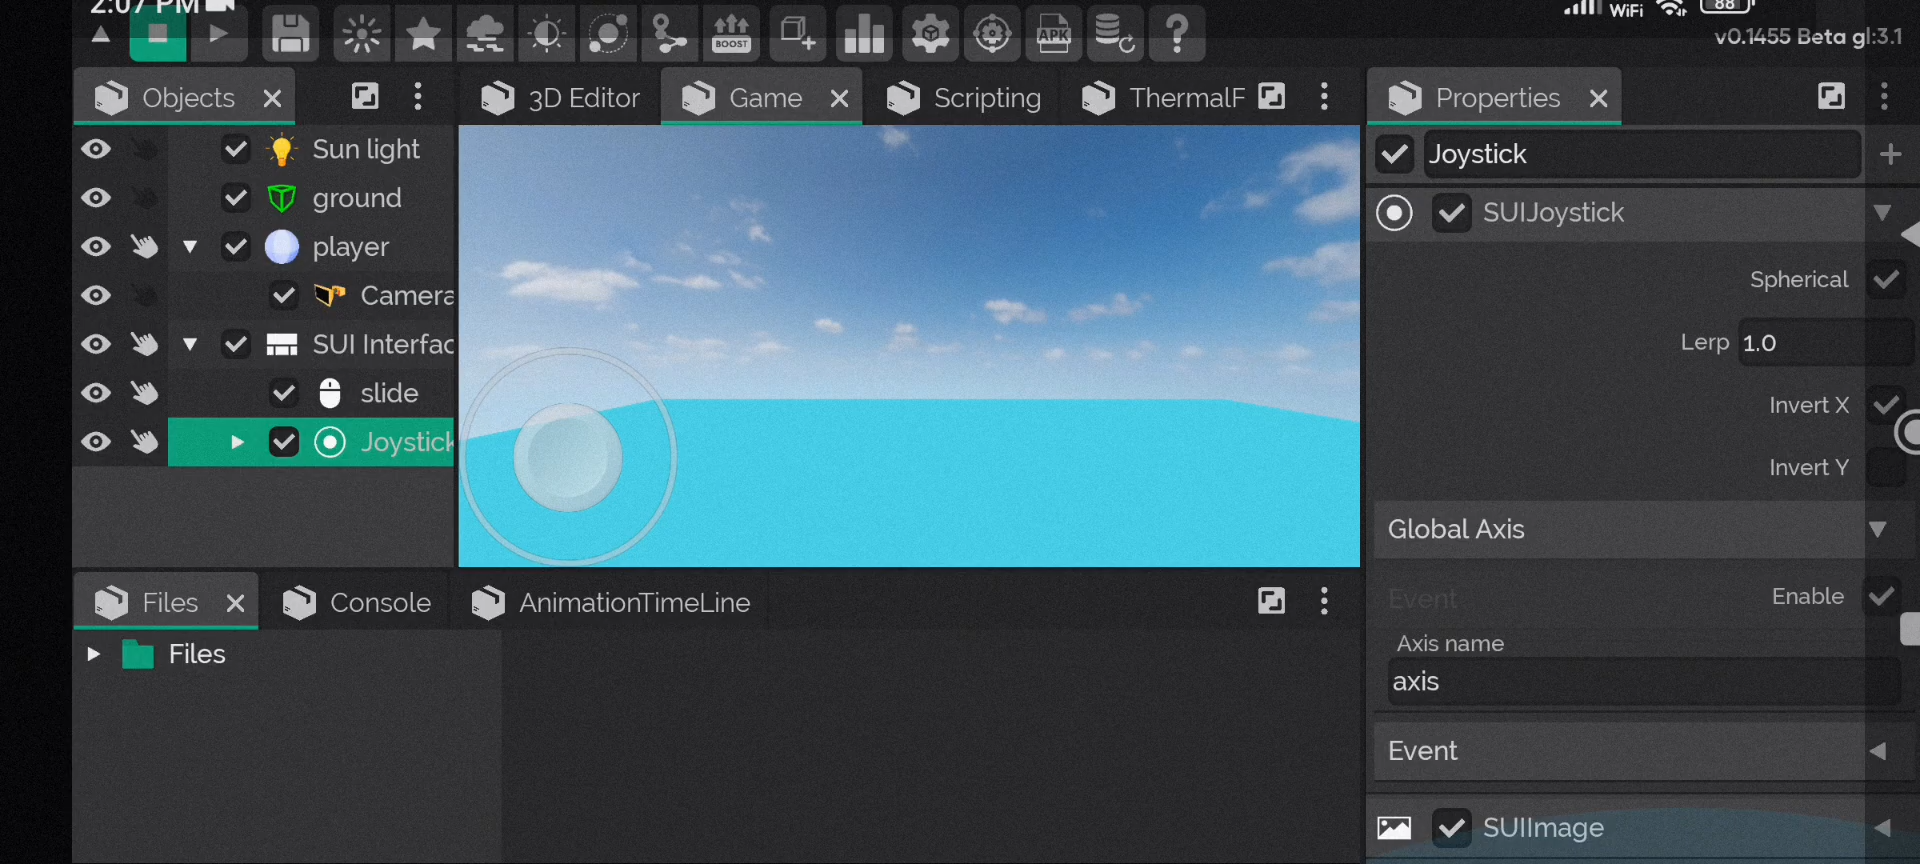 2:07 PM
WiFi
88
BOOST
APK
v0.1455 Beta gl:3.1
Objects
3D Editor
Game
Scripting
ThermalF
Properties
Sun light
ground
player
Camera
SUI Interfac
slide
Joystick
Joystick
SUIJoystick
Spherical
Lerp 1.0
Invert X
Invert Y
Global Axis
Event
Enable
Axis name
axis
Event
SUIImage
Files
Console
AnimationTimeLine
Files